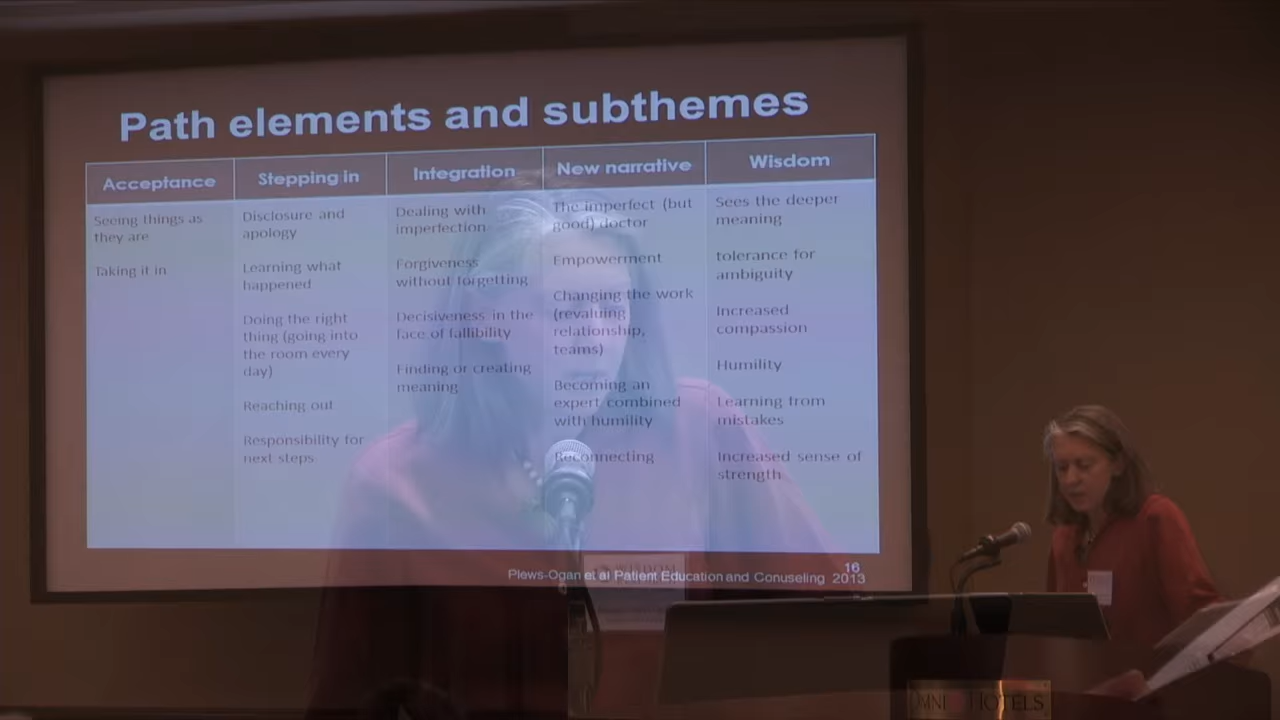 Path elements and subthemes
Acceptance
Seeing things as
they are
Taking it in
Stepping in
Disclosure and
apology
Learning what
happened
Doing the right
thing (going into
the room every
day)
Reaching out
Responsibility for
next steps
Integration
Dealing with
imperfection
Forgiveness
without forgetting
Decisiveness in the
face of fallibility
Finding or creating
meaning
New narrative
The imperfect (but
good) doctor
Empowerment
Changing the work
(revaluing
relationship,
teams)
Becoming an
expert combined
with humility
Reconnecting
Wisdom
Sees the deeper
meaning
tolerance for
ambiguity
Increased
compassion
Humility
Learning from
mistakes
Increased sense of
strength
16
Plews-Ogan et al Patient Education and Conuseling 2013
WISDOM
OMNI HOTELS